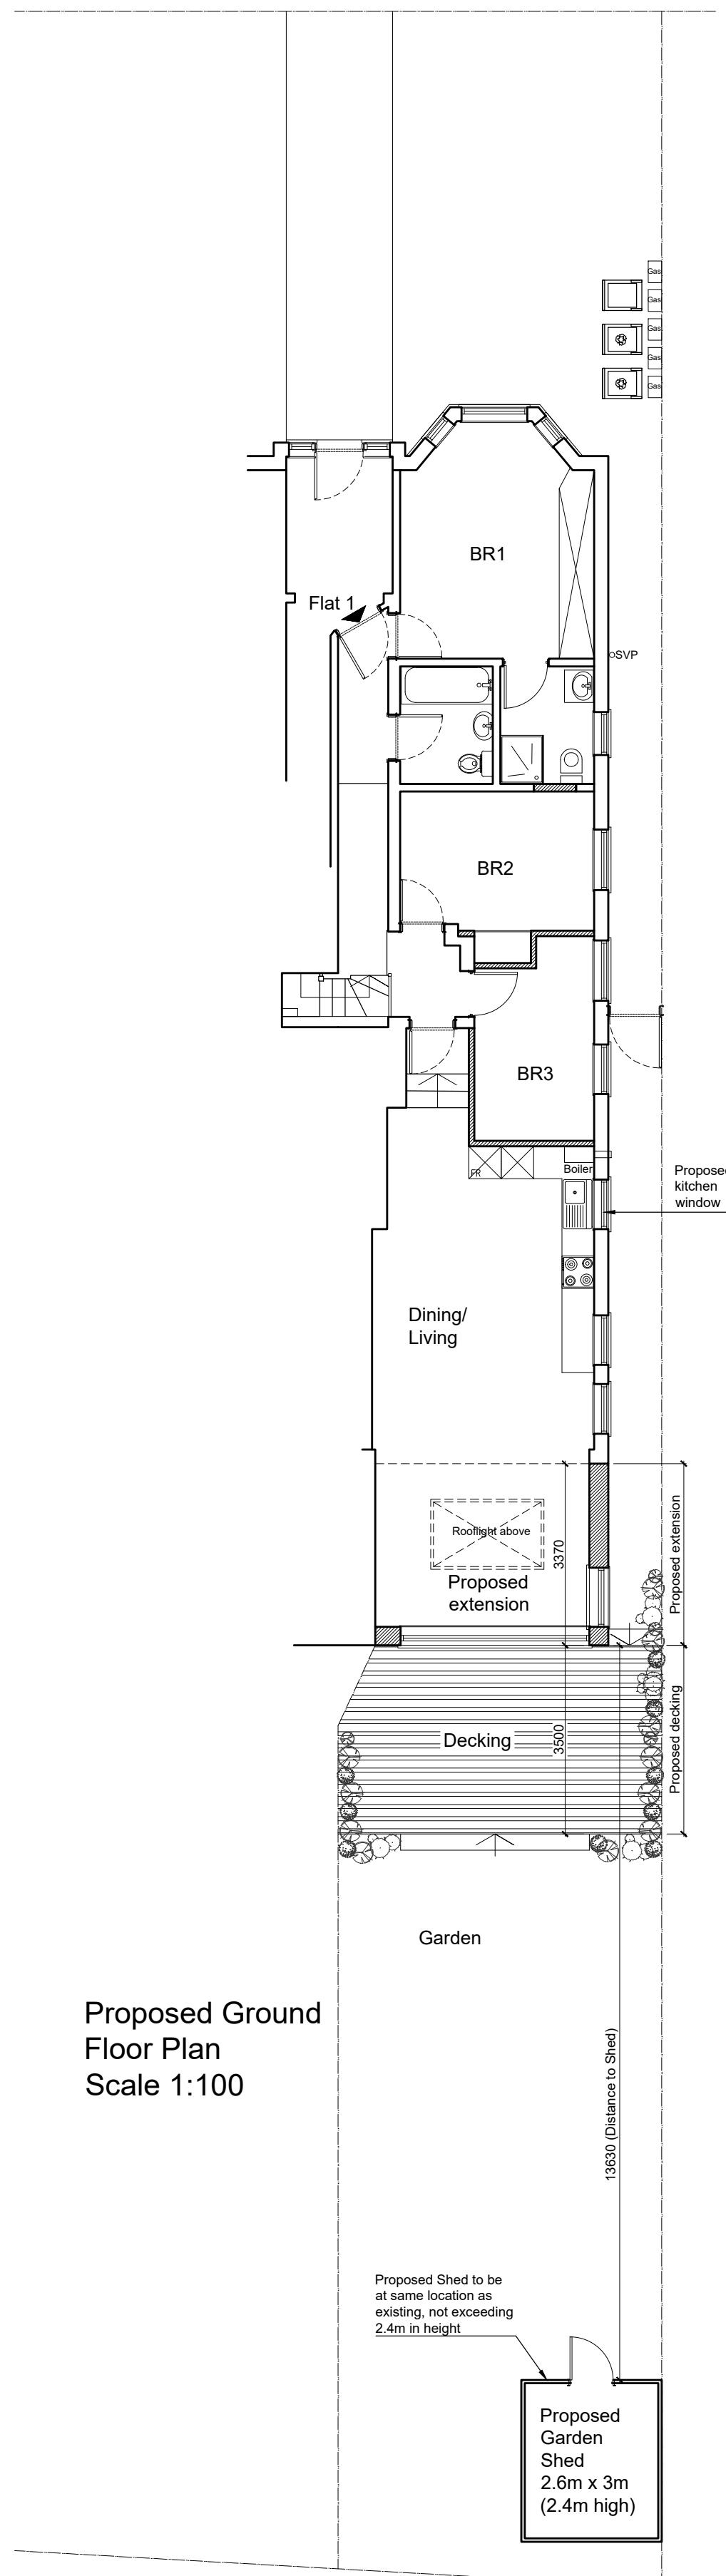 Gas
Gas
Gas
Gas
Gas
BR1
Flat 1
SVP
BR2
BR3
FR
Boiler
Proposed
kitchen
window
Dining/
Living
Rooflight above
Proposed
extension
3370
Proposed extension
Decking
3500
Proposed decking
Garden
Proposed Ground
Floor Plan
Scale 1:100
13630 (Distance to Shed)
Proposed Shed to be
at same location as
existing, not exceeding
2.4m in height
Proposed
Garden
Shed
2.6m x 3m
(2.4m high)